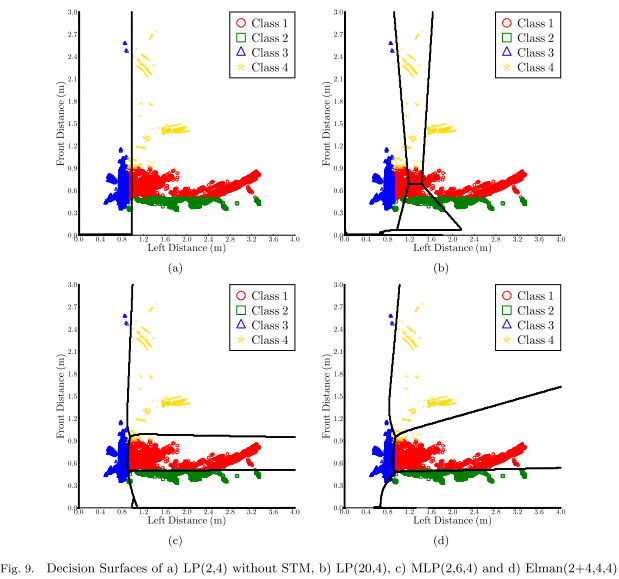 3.0
2.7
2.4
2.1
1.8
1.5
1.2
0.9
0.6
0.3
0.0
Front Distance (m)
Class 1
Class 2
Class 3
Class 4
0.0 0.4 0.8 1.2 1.6 2.0 2.4 2.8 3.2 3.6 4.0
Left Distance (m)
(a)
3.0
2.7
2.4
2.1
1.8
1.5
1.2
0.9
0.6
0.3
0.0
Front Distance (m)
Class 1
Class 2
Class 3
Class 4
0.0 0.4 0.8 1.2 1.6 2.0 2.4 2.8 3.2 3.6 4.0
Left Distance (m)
(b)
3.0
2.7
2.4
2.1
1.8
1.5
1.2
0.9
0.6
0.3
0.0
Front Distance (m)
Class 1
Class 2
Class 3
Class 4
0.0 0.4 0.8 1.2 1.6 2.0 2.4 2.8 3.2 3.6 4.0
Left Distance (m)
(c)
3.0
2.7
2.4
2.1
1.8
1.5
1.2
0.9
0.6
0.3
0.0
Front Distance (m)
Class 1
Class 2
Class 3
Class 4
0.0 0.4 0.8 1.2 1.6 2.0 2.4 2.8 3.2 3.6 4.0
Left Distance (m)
(d)
Fig. 9. Decision Surfaces of a) LP(2,4) without STM, b) LP(20,4), c) MLP(2,6,4) and d) Elman(2+4,4,4)